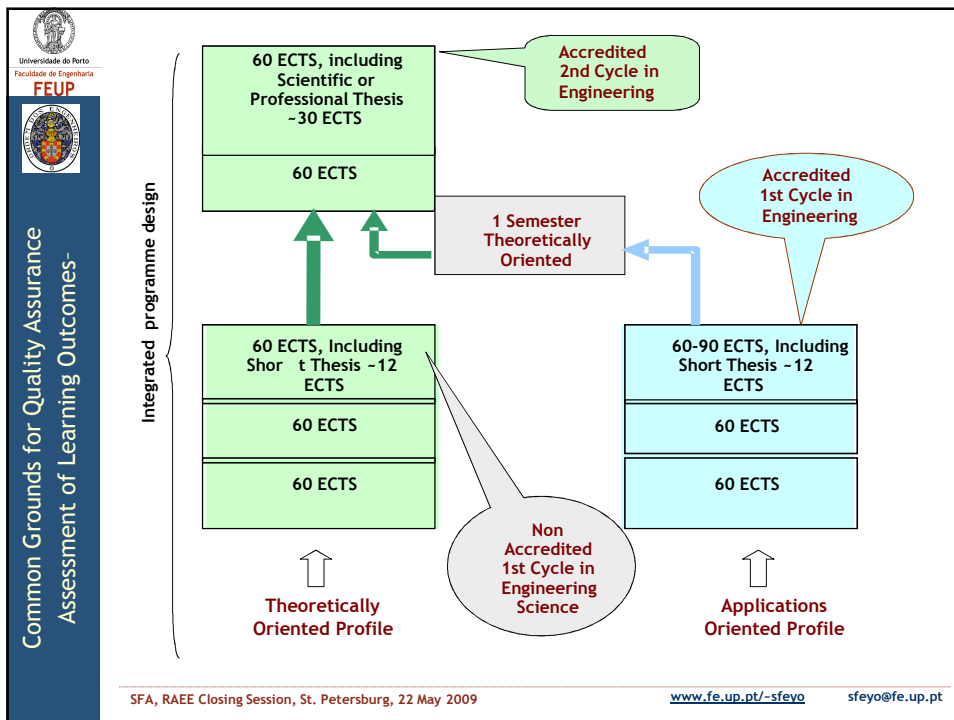 Universidade do Porto
Faculdade de Engenharia
FEUP
ORDEM DOS ENGENHEIROS
Common Grounds for Quality Assurance
Assessment of Learning Outcomes-
Integrated programme design
60 ECTS, including
Scientific or
Professional Thesis
~30 ECTS
60 ECTS
Accredited
2nd Cycle in
Engineering
1 Semester
Theoretically
Oriented
Accredited
1st Cycle in
Engineering
60 ECTS, Including
Shor t Thesis ~12
ECTS
60 ECTS
60 ECTS
60-90 ECTS, Including
Short Thesis ~12
ECTS
60 ECTS
60 ECTS
Non
Accredited
1st Cycle in
Engineering
Science
Theoretically
Oriented Profile
Applications
Oriented Profile
SFA, RAEE Closing Session, St. Petersburg, 22 May 2009
www.fe.up.pt/~sfeyo
sfeyo@fe.up.pt